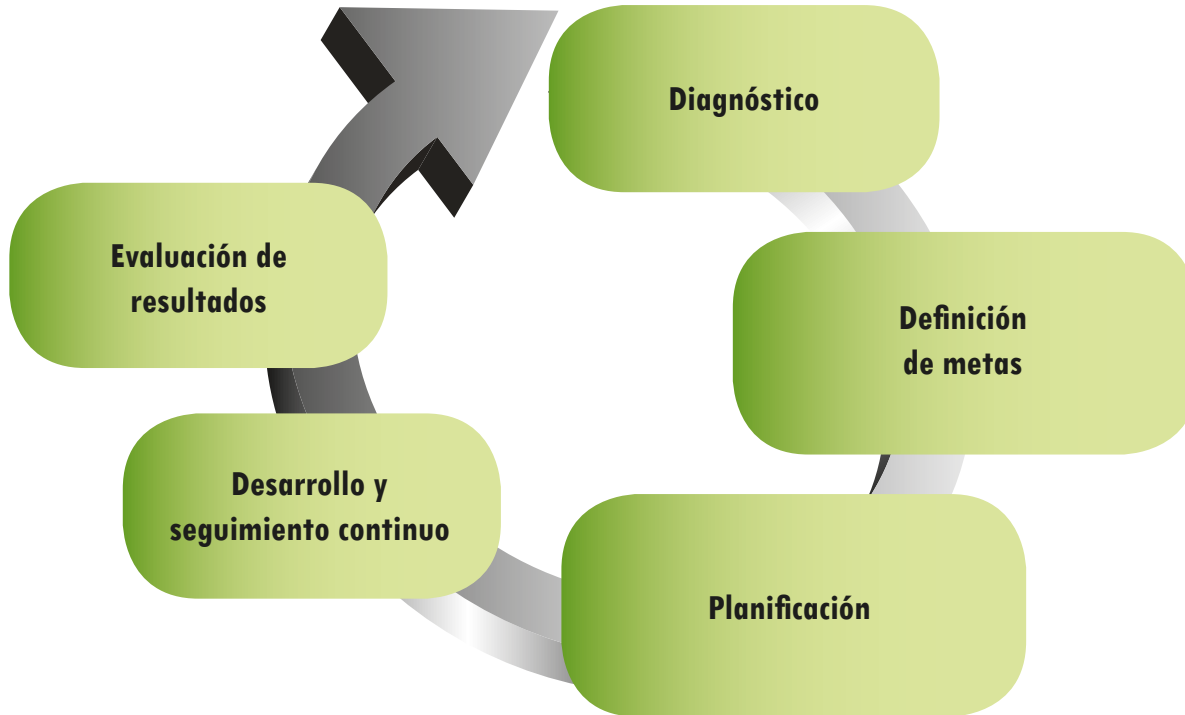 Diagnóstico
Definición
de metas
Planificación
Desarrollo y
seguimiento continuo
Evaluación de
resultados